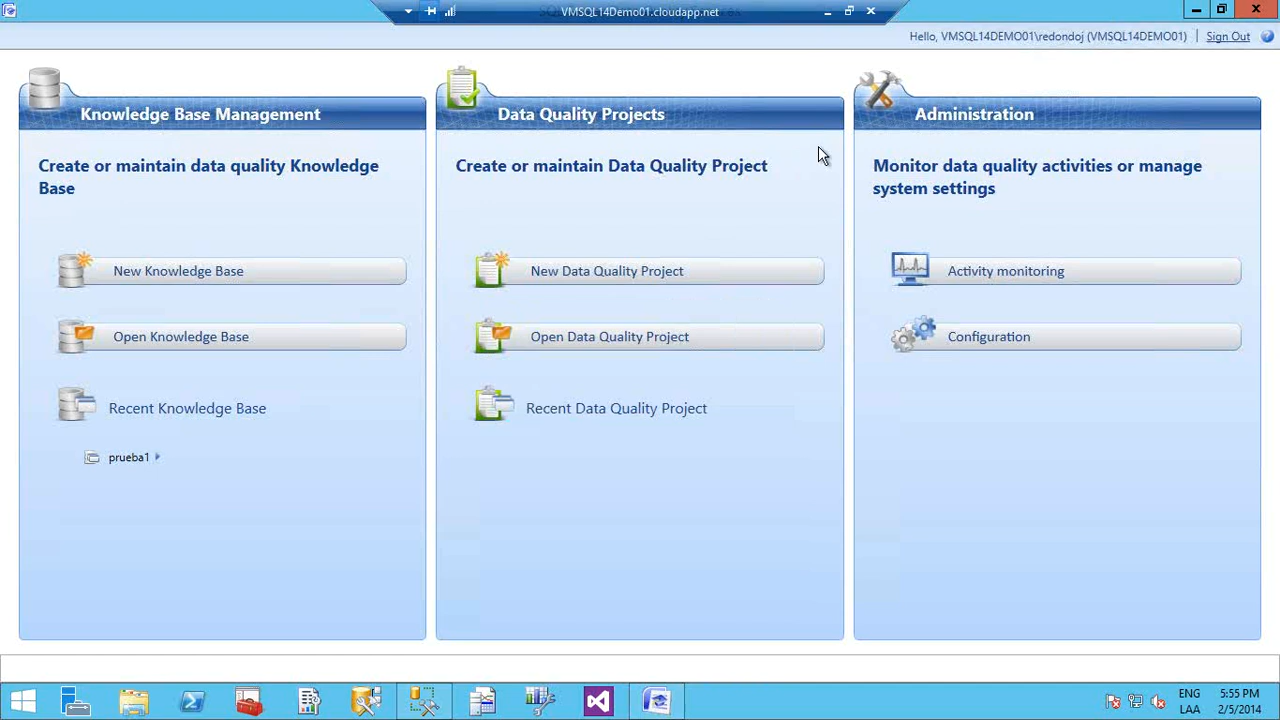 VMSQL14Demo01.cloudapp.net
Hello, VMSQL14DEMO01\redondoj (VMSQL14DEMO01)
Sign Out
Knowledge Base Management
Create or maintain data quality Knowledge
Base
New Knowledge Base
Open Knowledge Base
Recent Knowledge Base
prueba1
Data Quality Projects
Create or maintain Data Quality Project
New Data Quality Project
Open Data Quality Project
Recent Data Quality Project
Administration
Monitor data quality activities or manage
system settings
Activity monitoring
Configuration
ENG
LAA
5:55 PM
2/5/2014